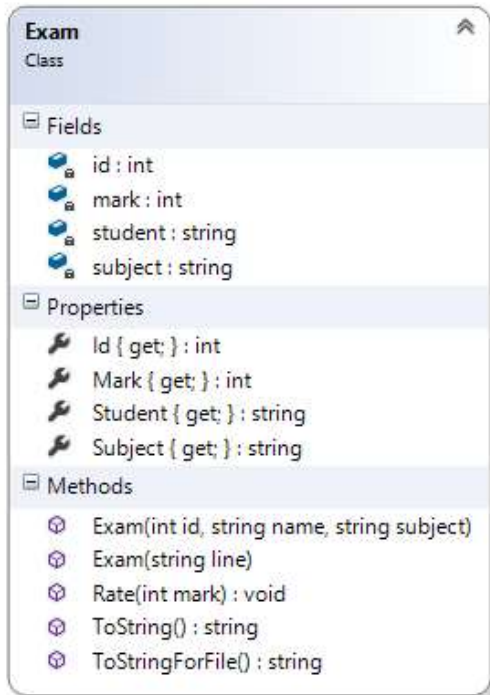 Exam
Class
Fields
id : int
mark : int
student : string
subject : string
Properties
Id { get; } : int
Mark { get; } : int
Student { get; } : string
Subject { get; } : string
Methods
Exam(int id, string name, string subject)
Exam(string line)
Rate(int mark) : void
ToString() : string
ToStringForFile() : string